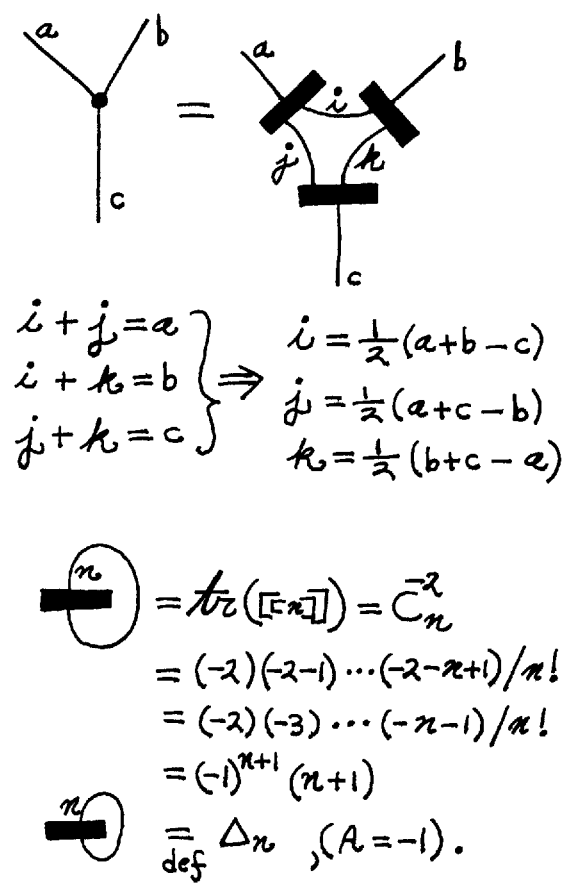 a b a b
= i
j k
c c
i + j = a
i + k = b
j + k = c
} ⇒
i = 1/2 (a+b−c)
j = 1/2 (a+c−b)
k = 1/2 (b+c−a)
n = tr([[n]]) = C_n^{-2}
= (-2)(-2-1)···(-2-n+1)/n!
= (-2)(-3)···(-n-1)/n!
= (-1)^{n+1} (n+1)
n = def Δ_n , (A = -1).